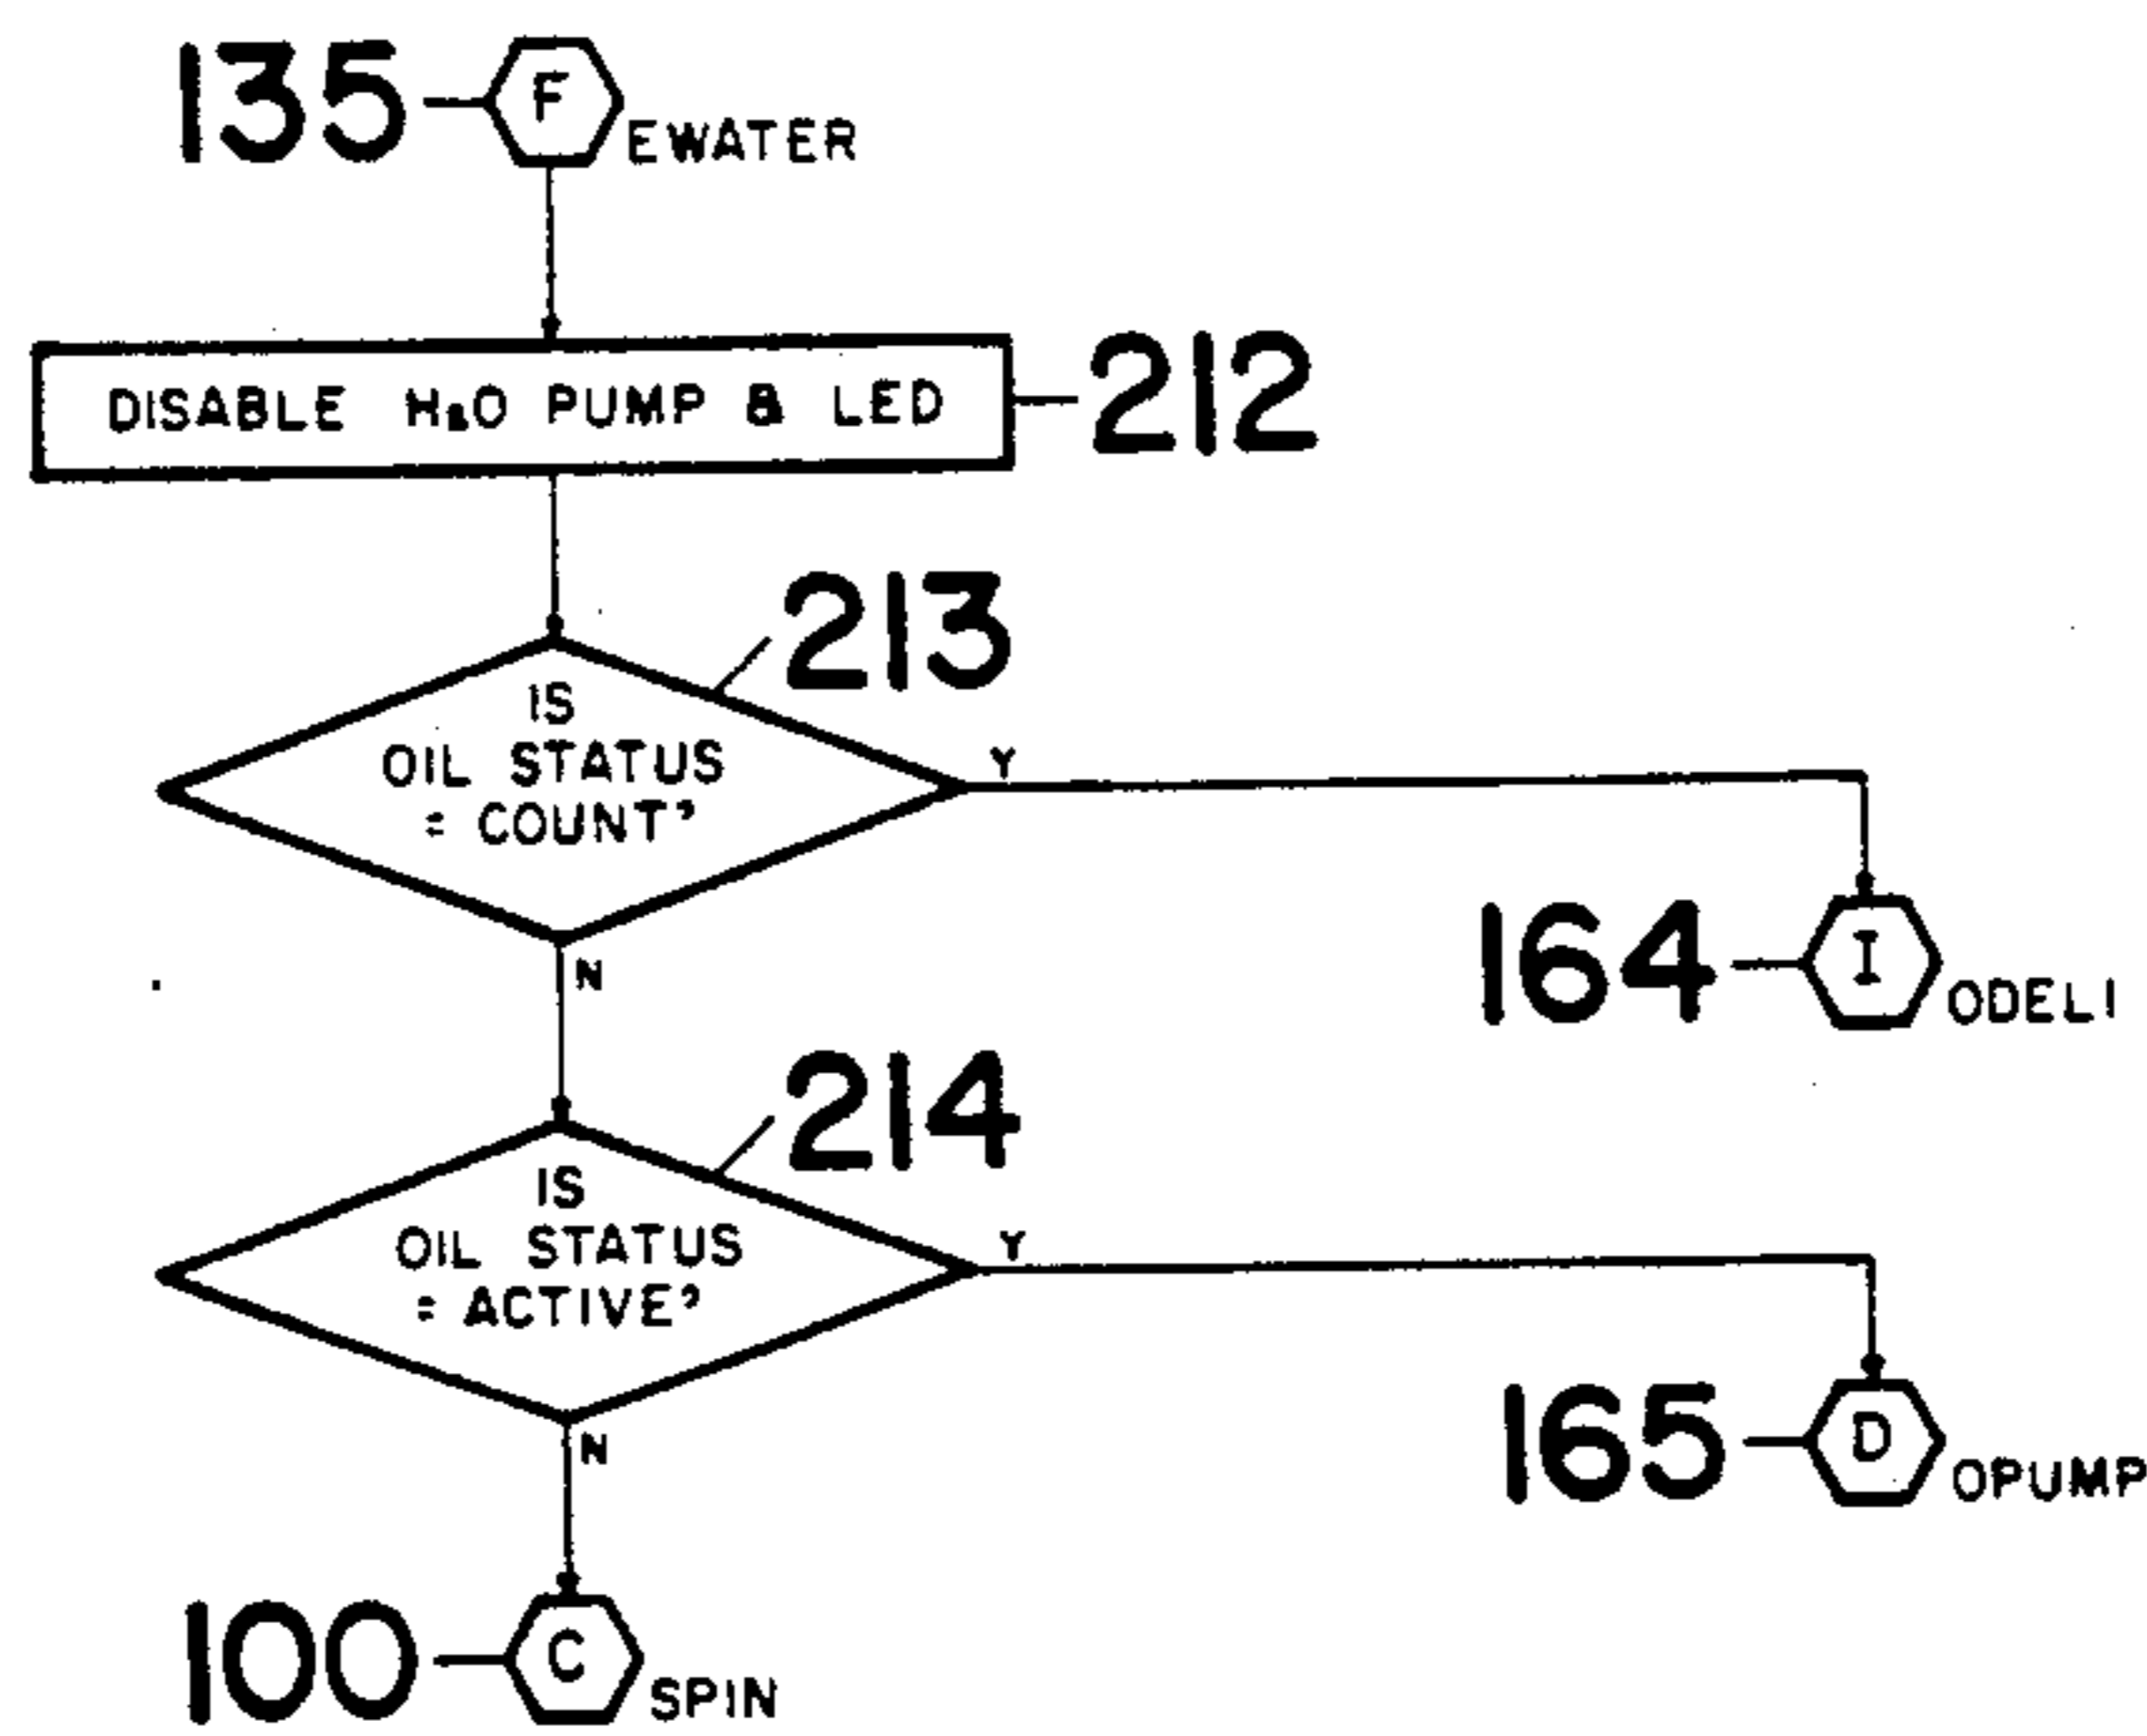 135 F EWATER
DISABLE H₂O PUMP & LED 212
213
IS
OIL STATUS
= COUNT?
Y
N
164 I ODELI
214
IS
OIL STATUS
= ACTIVE?
Y
N
165 D OPUMP
100 C SPIN